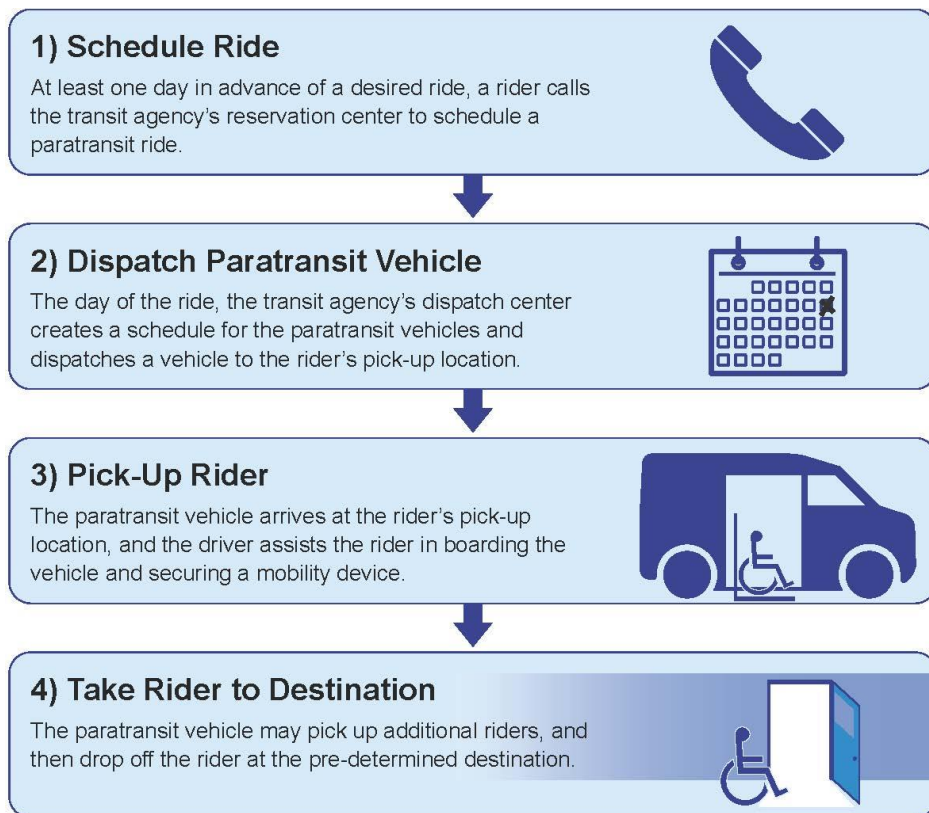 1) Schedule Ride
At least one day in advance of a desired ride, a rider calls
the transit agency’s reservation center to schedule a
paratransit ride.
2) Dispatch Paratransit Vehicle
The day of the ride, the transit agency’s dispatch center
creates a schedule for the paratransit vehicles and
dispatches a vehicle to the rider’s pick-up location.
3) Pick-Up Rider
The paratransit vehicle arrives at the rider’s pick-up
location, and the driver assists the rider in boarding the
vehicle and securing a mobility device.
4) Take Rider to Destination
The paratransit vehicle may pick up additional riders, and
then drop off the rider at the pre-determined destination.